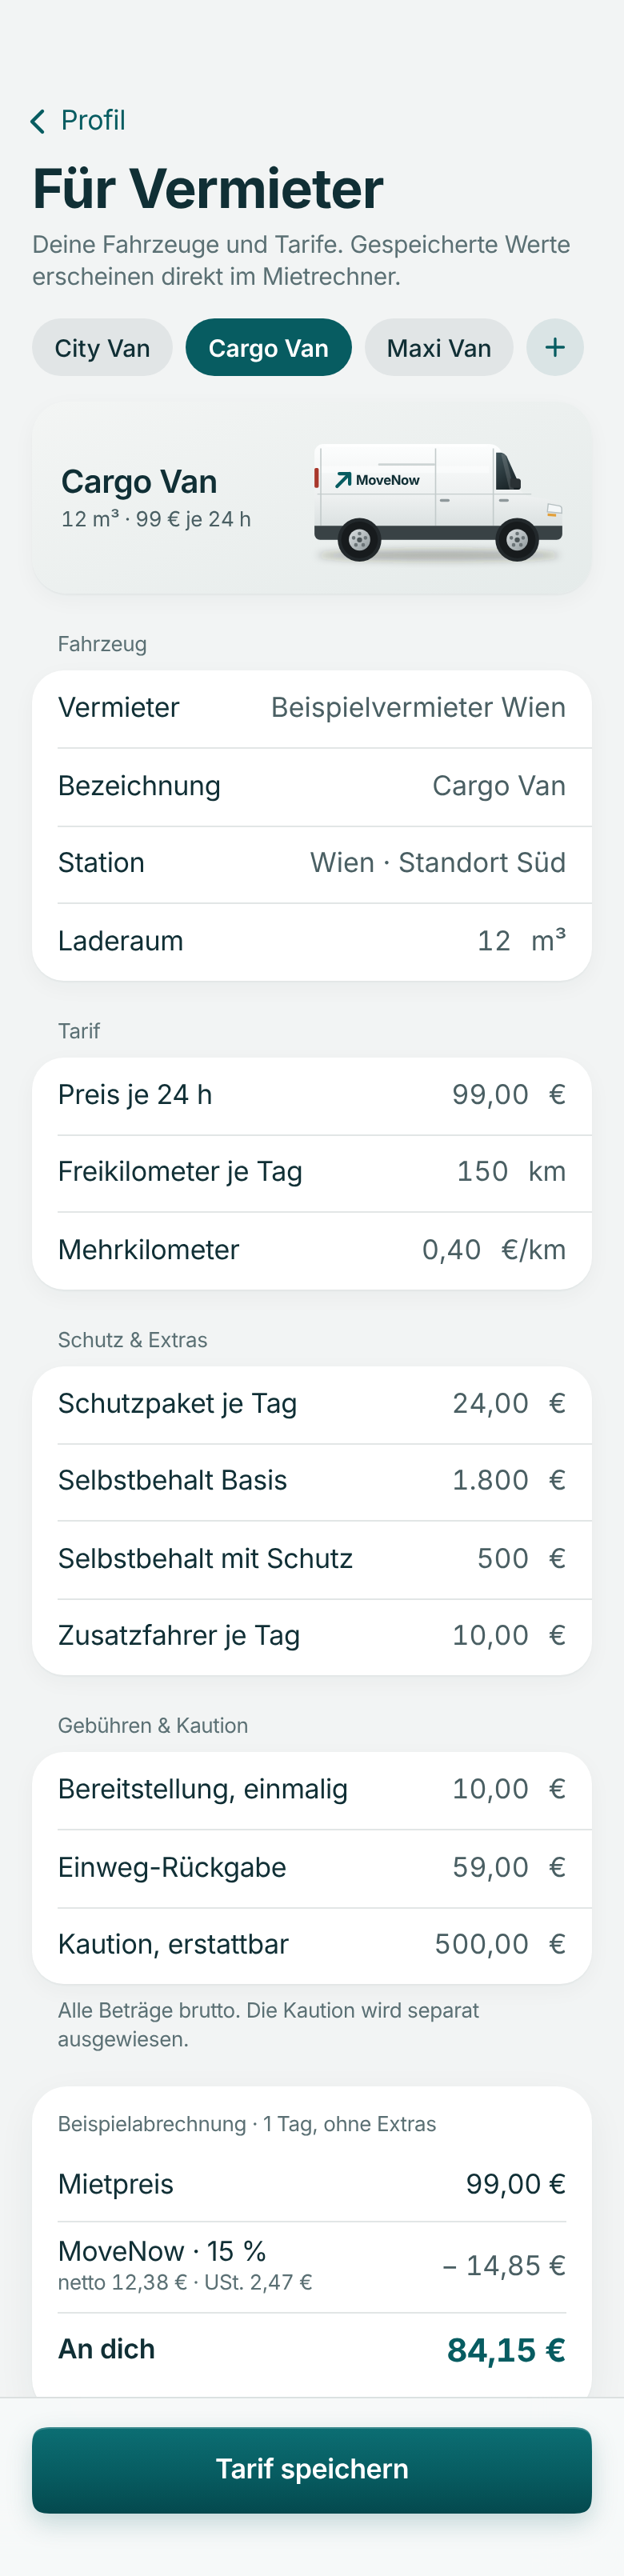 Profil
Für Vermieter
Deine Fahrzeuge und Tarife. Gespeicherte Werte
erscheinen direkt im Mietrechner.
City Van Cargo Van Maxi Van +
Cargo Van
12 m³ · 99 € je 24 h
MoveNow
Fahrzeug
Vermieter Beispielvermieter Wien
Bezeichnung Cargo Van
Station Wien · Standort Süd
Laderaum 12 m³
Tarif
Preis je 24 h 99,00 €
Freikilometer je Tag 150 km
Mehrkilometer 0,40 €/km
Schutz & Extras
Schutzpaket je Tag 24,00 €
Selbstbehalt Basis 1.800 €
Selbstbehalt mit Schutz 500 €
Zusatzfahrer je Tag 10,00 €
Gebühren & Kaution
Bereitstellung, einmalig 10,00 €
Einweg-Rückgabe 59,00 €
Kaution, erstattbar 500,00 €
Alle Beträge brutto. Die Kaution wird separat
ausgewiesen.
Beispielabrechnung · 1 Tag, ohne Extras
Mietpreis 99,00 €
MoveNow · 15 % − 14,85 €
netto 12,38 € · USt. 2,47 €
An dich 84,15 €
Tarif speichern